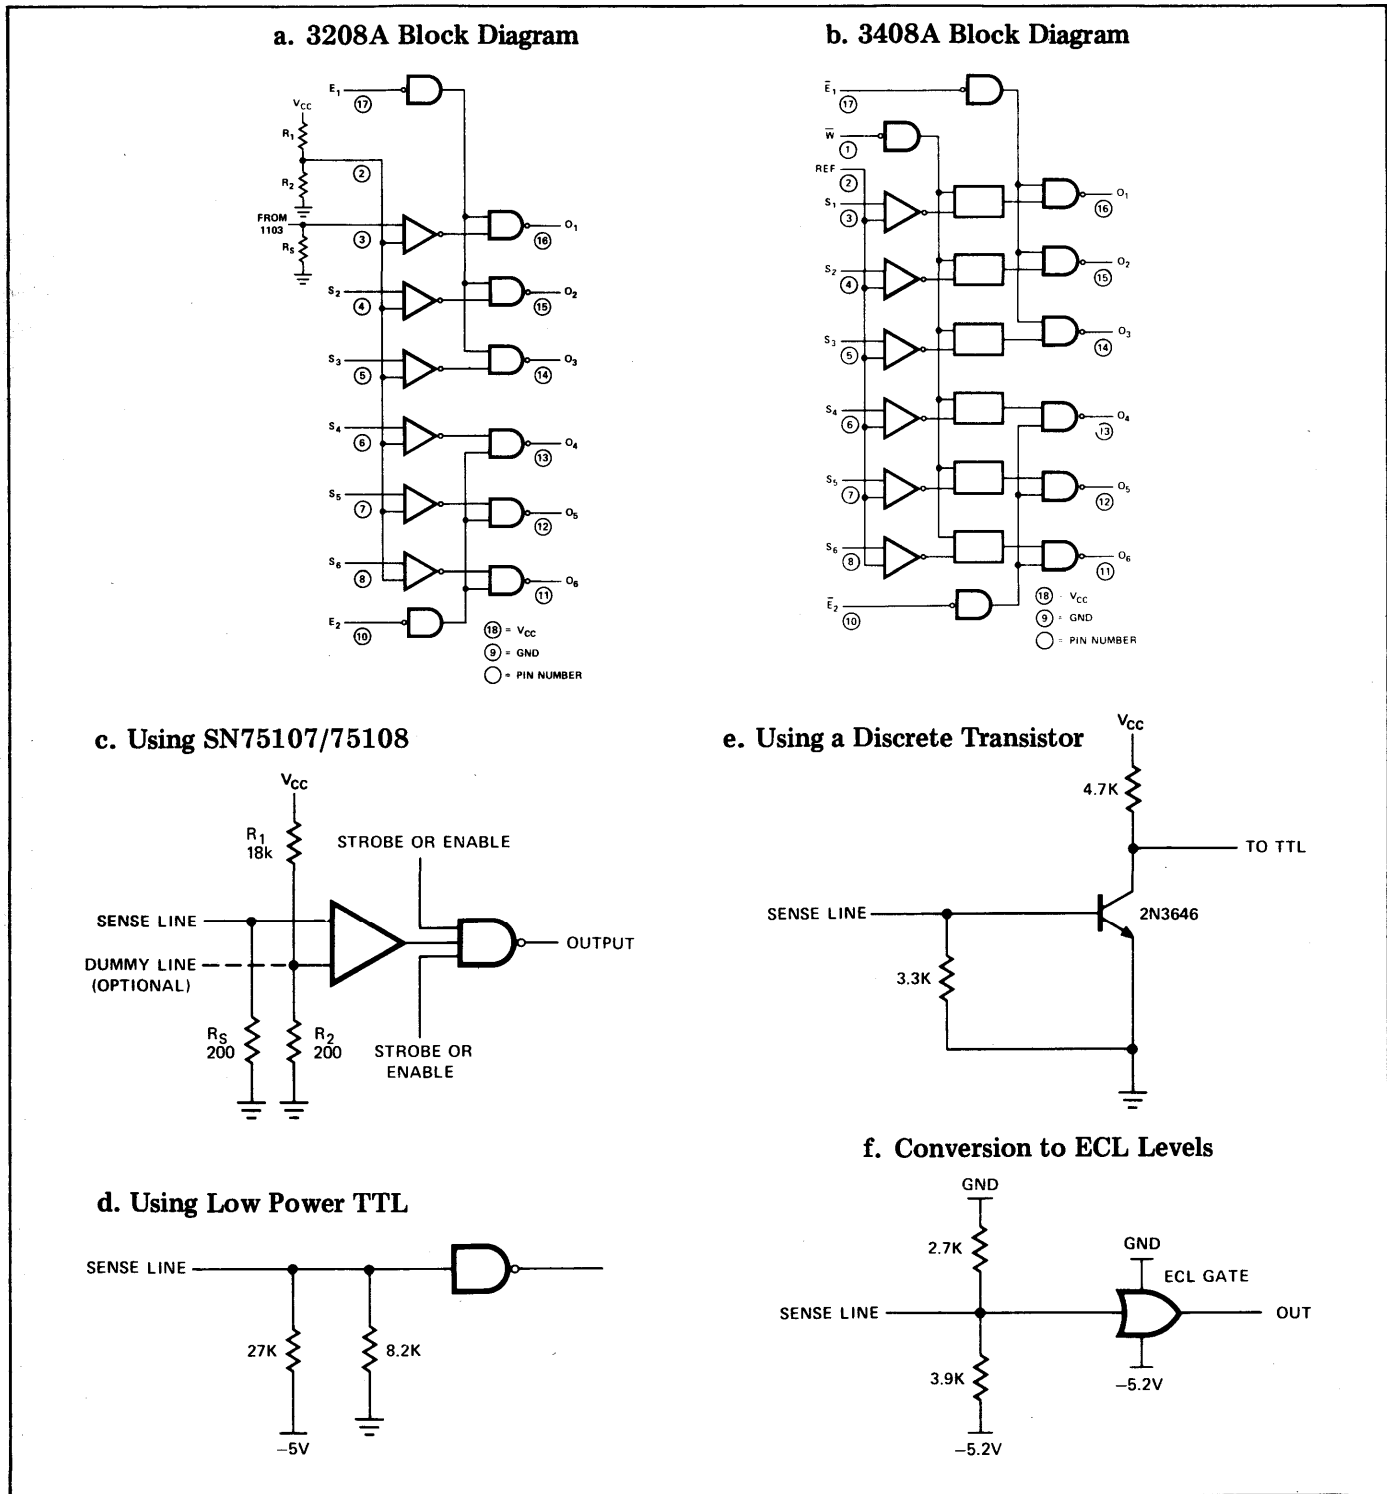 a. 3208A Block Diagram
E1
17
VCC
R1
2
R2
FROM
1103
RS
3
S2
4
S3
5
S4
6
S5
7
S6
8
E2
10
O1
16
O2
15
O3
14
O4
13
O5
12
O6
11
18 = VCC
9 = GND
= PIN NUMBER
b. 3408A Block Diagram
Ē1
17
W̄
1
REF
2
S1
3
S2
4
S3
5
S4
6
S5
7
S6
8
Ē2
10
O1
16
O2
15
O3
14
O4
13
O5
12
O6
11
18 - VCC
9 = GND
= PIN NUMBER
c. Using SN75107/75108
VCC
R1
18k
STROBE OR ENABLE
SENSE LINE
DUMMY LINE
(OPTIONAL)
OUTPUT
RS
200
R2
200
STROBE OR
ENABLE
e. Using a Discrete Transistor
VCC
4.7K
TO TTL
SENSE LINE
2N3646
3.3K
d. Using Low Power TTL
SENSE LINE
27K
8.2K
−5V
f. Conversion to ECL Levels
GND
2.7K
GND
ECL GATE
SENSE LINE
OUT
3.9K
−5.2V
−5.2V